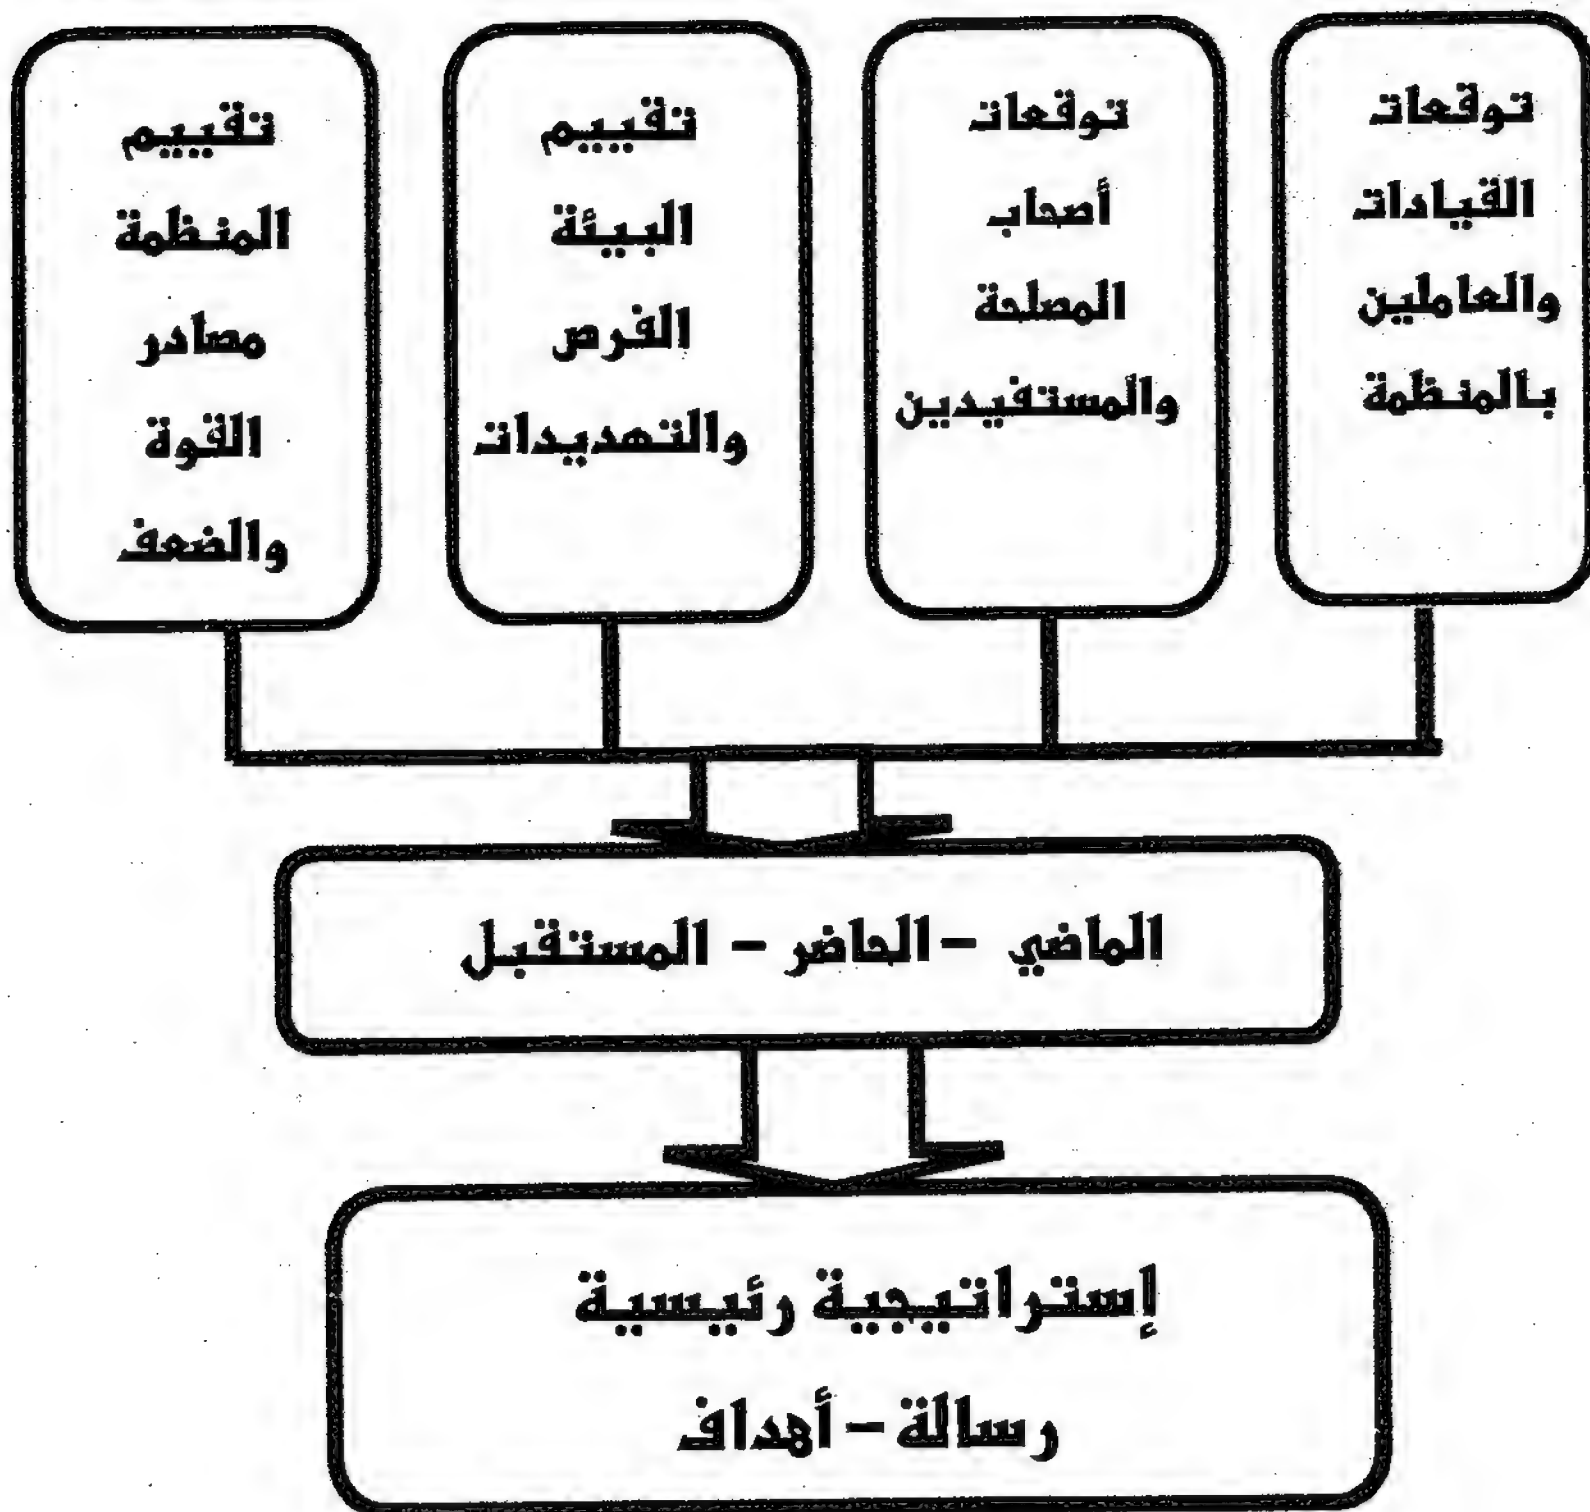 توقعات
القيادات
والعاملين
بالمنظمة
توقعات
أصحاب
المصلحة
والمستفيدين
تقييم
البيئة
الفرص
والتهديدات
تقييم
المنظمة
مصادر
القوة
والضعف
الماضي - الحاضر - المستقبل
إستراتيجية رئيسية
رسالة - أهداف